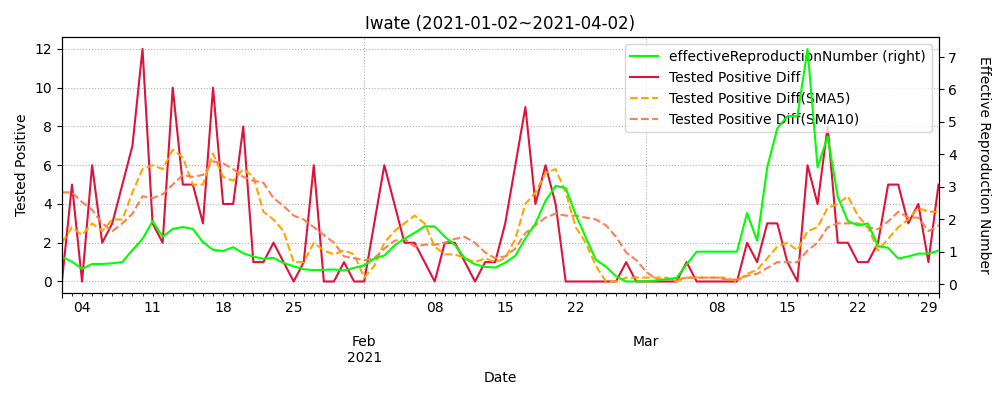 Iwate (2021-01-02~2021-04-02)
effectiveReproductionNumber (right)
Tested Positive Diff
Tested Positive Diff(SMA5)
Tested Positive Diff(SMA10)
Tested Positive
12
10
8
6
4
2
0
7
6
5
4
3
2
1
0
Effective Reproduction Number
04 11 18 25 08 15 22 08 15 22 29
Feb Mar
2021
Date